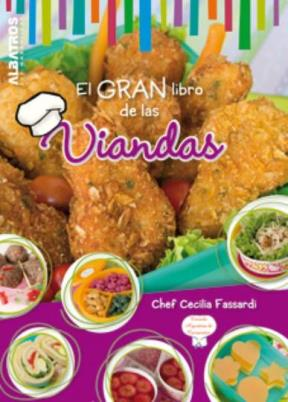 ALBATROS
El GRAN libro
de las
Viandas
Chef Cecilia Fassardi